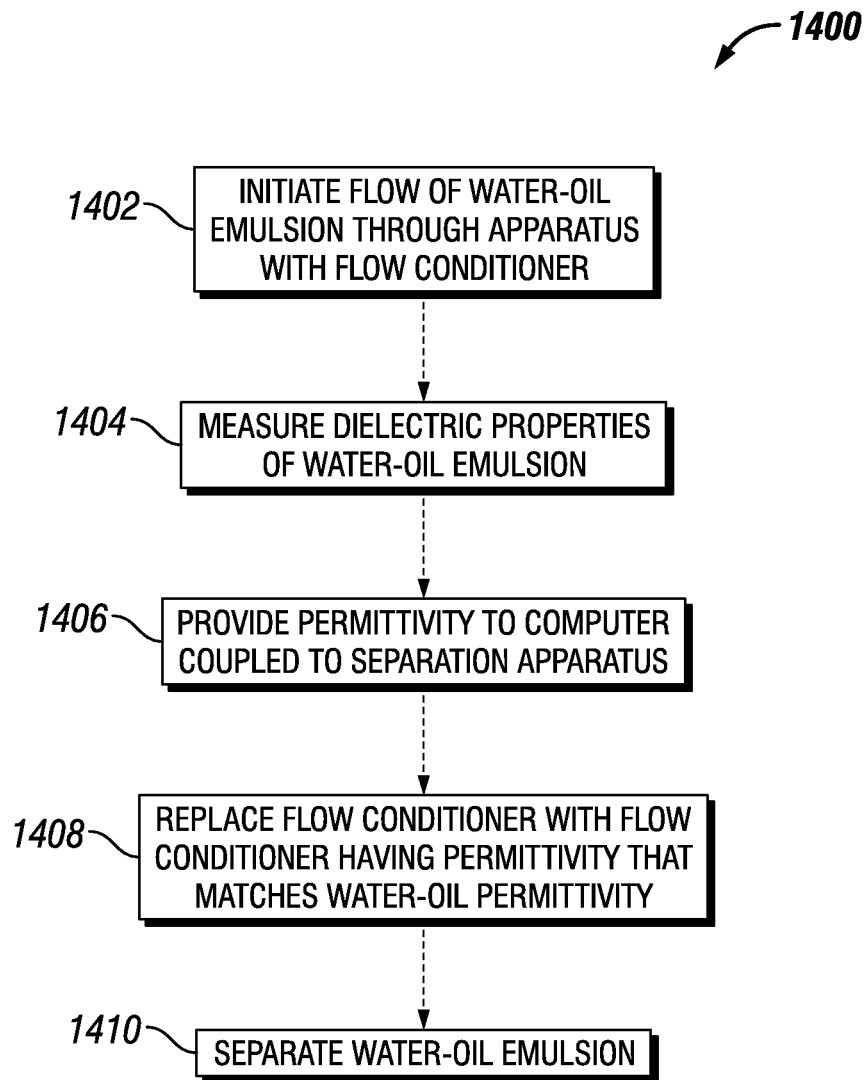 1400
1402
INITIATE FLOW OF WATER-OIL
EMULSION THROUGH APPARATUS
WITH FLOW CONDITIONER
1404
MEASURE DIELECTRIC PROPERTIES
OF WATER-OIL EMULSION
1406
PROVIDE PERMITTIVITY TO COMPUTER
COUPLED TO SEPARATION APPARATUS
1408
REPLACE FLOW CONDITIONER WITH FLOW
CONDITIONER HAVING PERMITTIVITY THAT
MATCHES WATER-OIL PERMITTIVITY
1410
SEPARATE WATER-OIL EMULSION